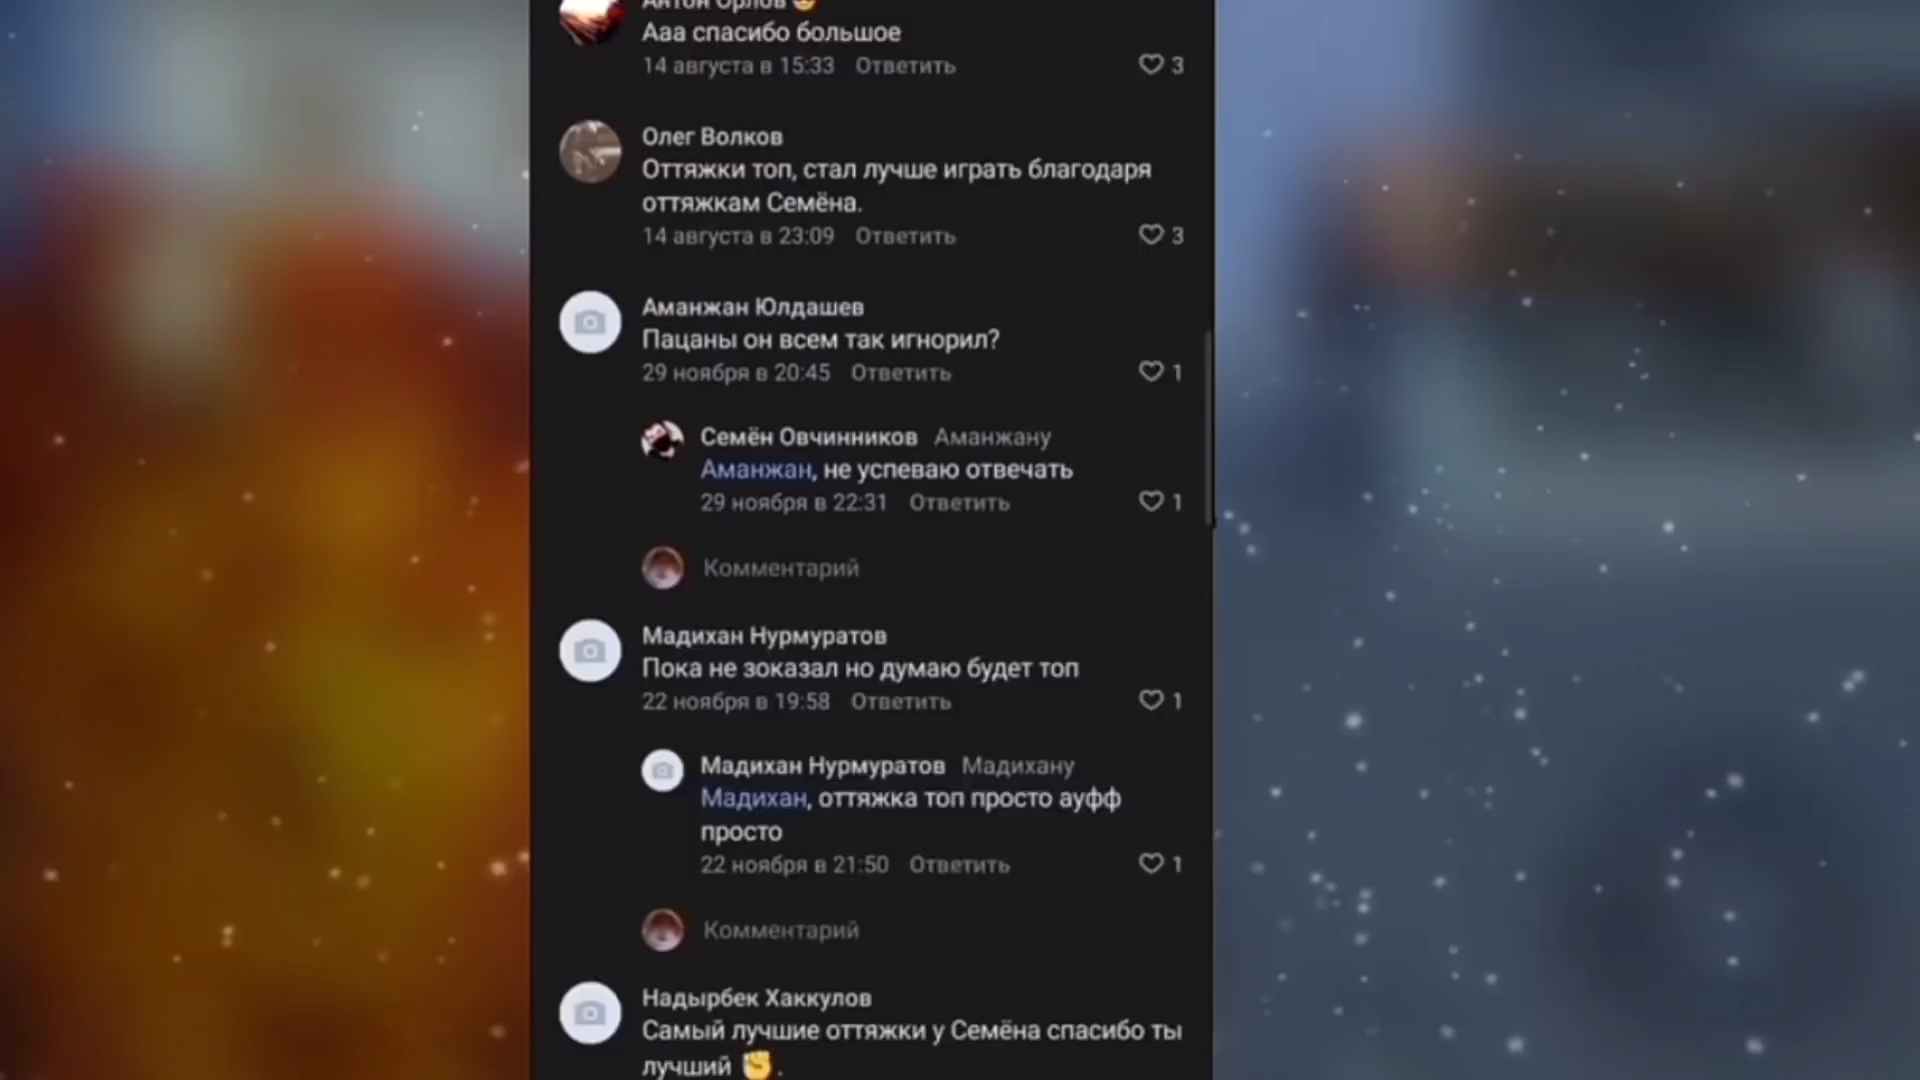 Антон Орлов 😎
Ааа спасибо большое
14 августа в 15:33 Ответить 3
Олег Волков
Оттяжки топ, стал лучше играть благодаря
оттяжкам Семёна.
14 августа в 23:09 Ответить 3
Аманжан Юлдашев
Пацаны он всем так игнорил?
29 ноября в 20:45 Ответить 1
Семён Овчинников Аманжану
Аманжан, не успеваю отвечать
29 ноября в 22:31 Ответить 1
Комментарий
Мадихан Нурмуратов
Пока не зоказал но думаю будет топ
22 ноября в 19:58 Ответить 1
Мадихан Нурмуратов Мадихану
Мадихан, оттяжка топ просто ауфф
просто
22 ноября в 21:50 Ответить 1
Комментарий
Надырбек Хаккулов
Самый лучшие оттяжки у Семёна спасибо ты
лучший ✊.